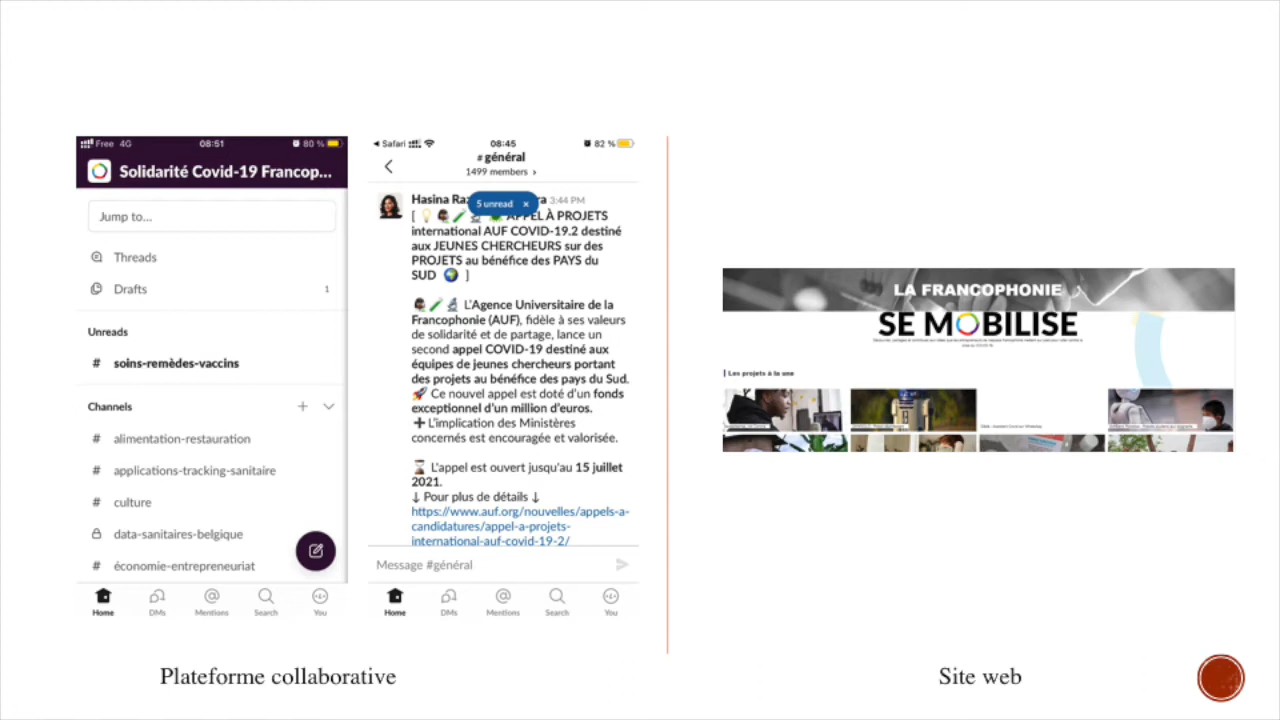 Free 4G 08:51 80 %
Solidarité Covid-19 Francop...
Jump to...
Threads
Drafts 1
Unreads
# soins-remèdes-vaccins
Channels
# alimentation-restauration
# applications-tracking-sanitaire
# culture
data-sanitaires-belgique
# économie-entrepreneuriat
Home DMs Mentions Search You
Safari 08:45 82 %
# général
1499 members
Hasina 3:44 PM
5 unread ×
[ APPEL À PROJETS
international AUF COVID-19.2 destiné
aux JEUNES CHERCHEURS sur des
PROJETS au bénéfice des PAYS du
SUD ]
L'Agence Universitaire de la
Francophonie (AUF), fidèle à ses valeurs
de solidarité et de partage, lance un
second appel COVID-19 destiné aux
équipes de jeunes chercheurs portant
des projets au bénéfice des pays du Sud.
Ce nouvel appel est doté d'un fonds
exceptionnel d'un million d'euros.
L'implication des Ministères
concernés est encouragée et valorisée.
L'appel est ouvert jusqu'au 15 juillet
2021.
↓ Pour plus de détails ↓
https://www.auf.org/nouvelles/appels-a-
candidatures/appel-a-projets-
international-auf-covid-19-2/
Message #général
Home DMs Mentions Search You
LA FRANCOPHONIE
SE MOBILISE
Les projets à la une
Plateforme collaborative
Site web